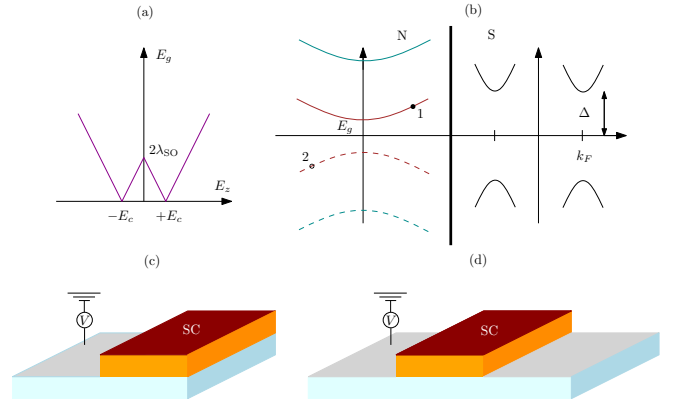 (a)
E_g
2λ_SO
E_z
−E_c
+E_c
(b)
N
S
E_g
1
2
Δ
k_F
(c)
V
SC
(d)
V
SC